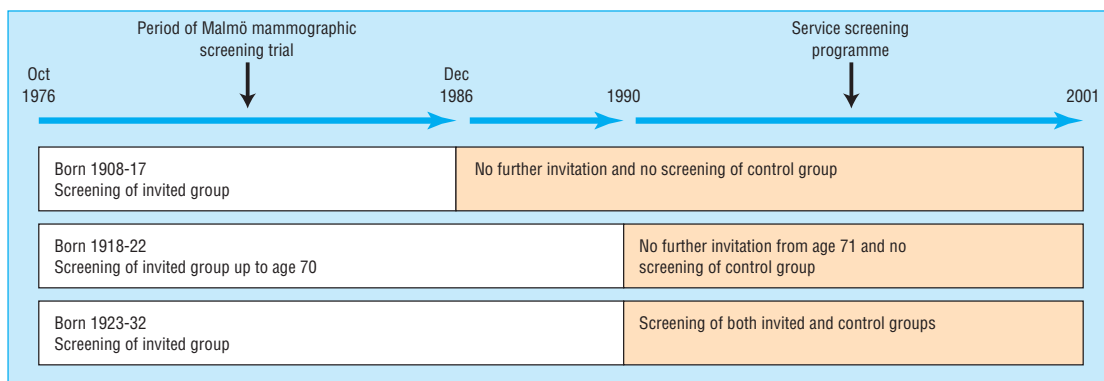 Period of Malmö mammographic
screening trial
Service screening
programme
Oct
1976
Dec
1986
1990
2001
Born 1908-17
Screening of invited group
No further invitation and no screening of control group
Born 1918-22
Screening of invited group up to age 70
No further invitation from age 71 and no
screening of control group
Born 1923-32
Screening of invited group
Screening of both invited and control groups